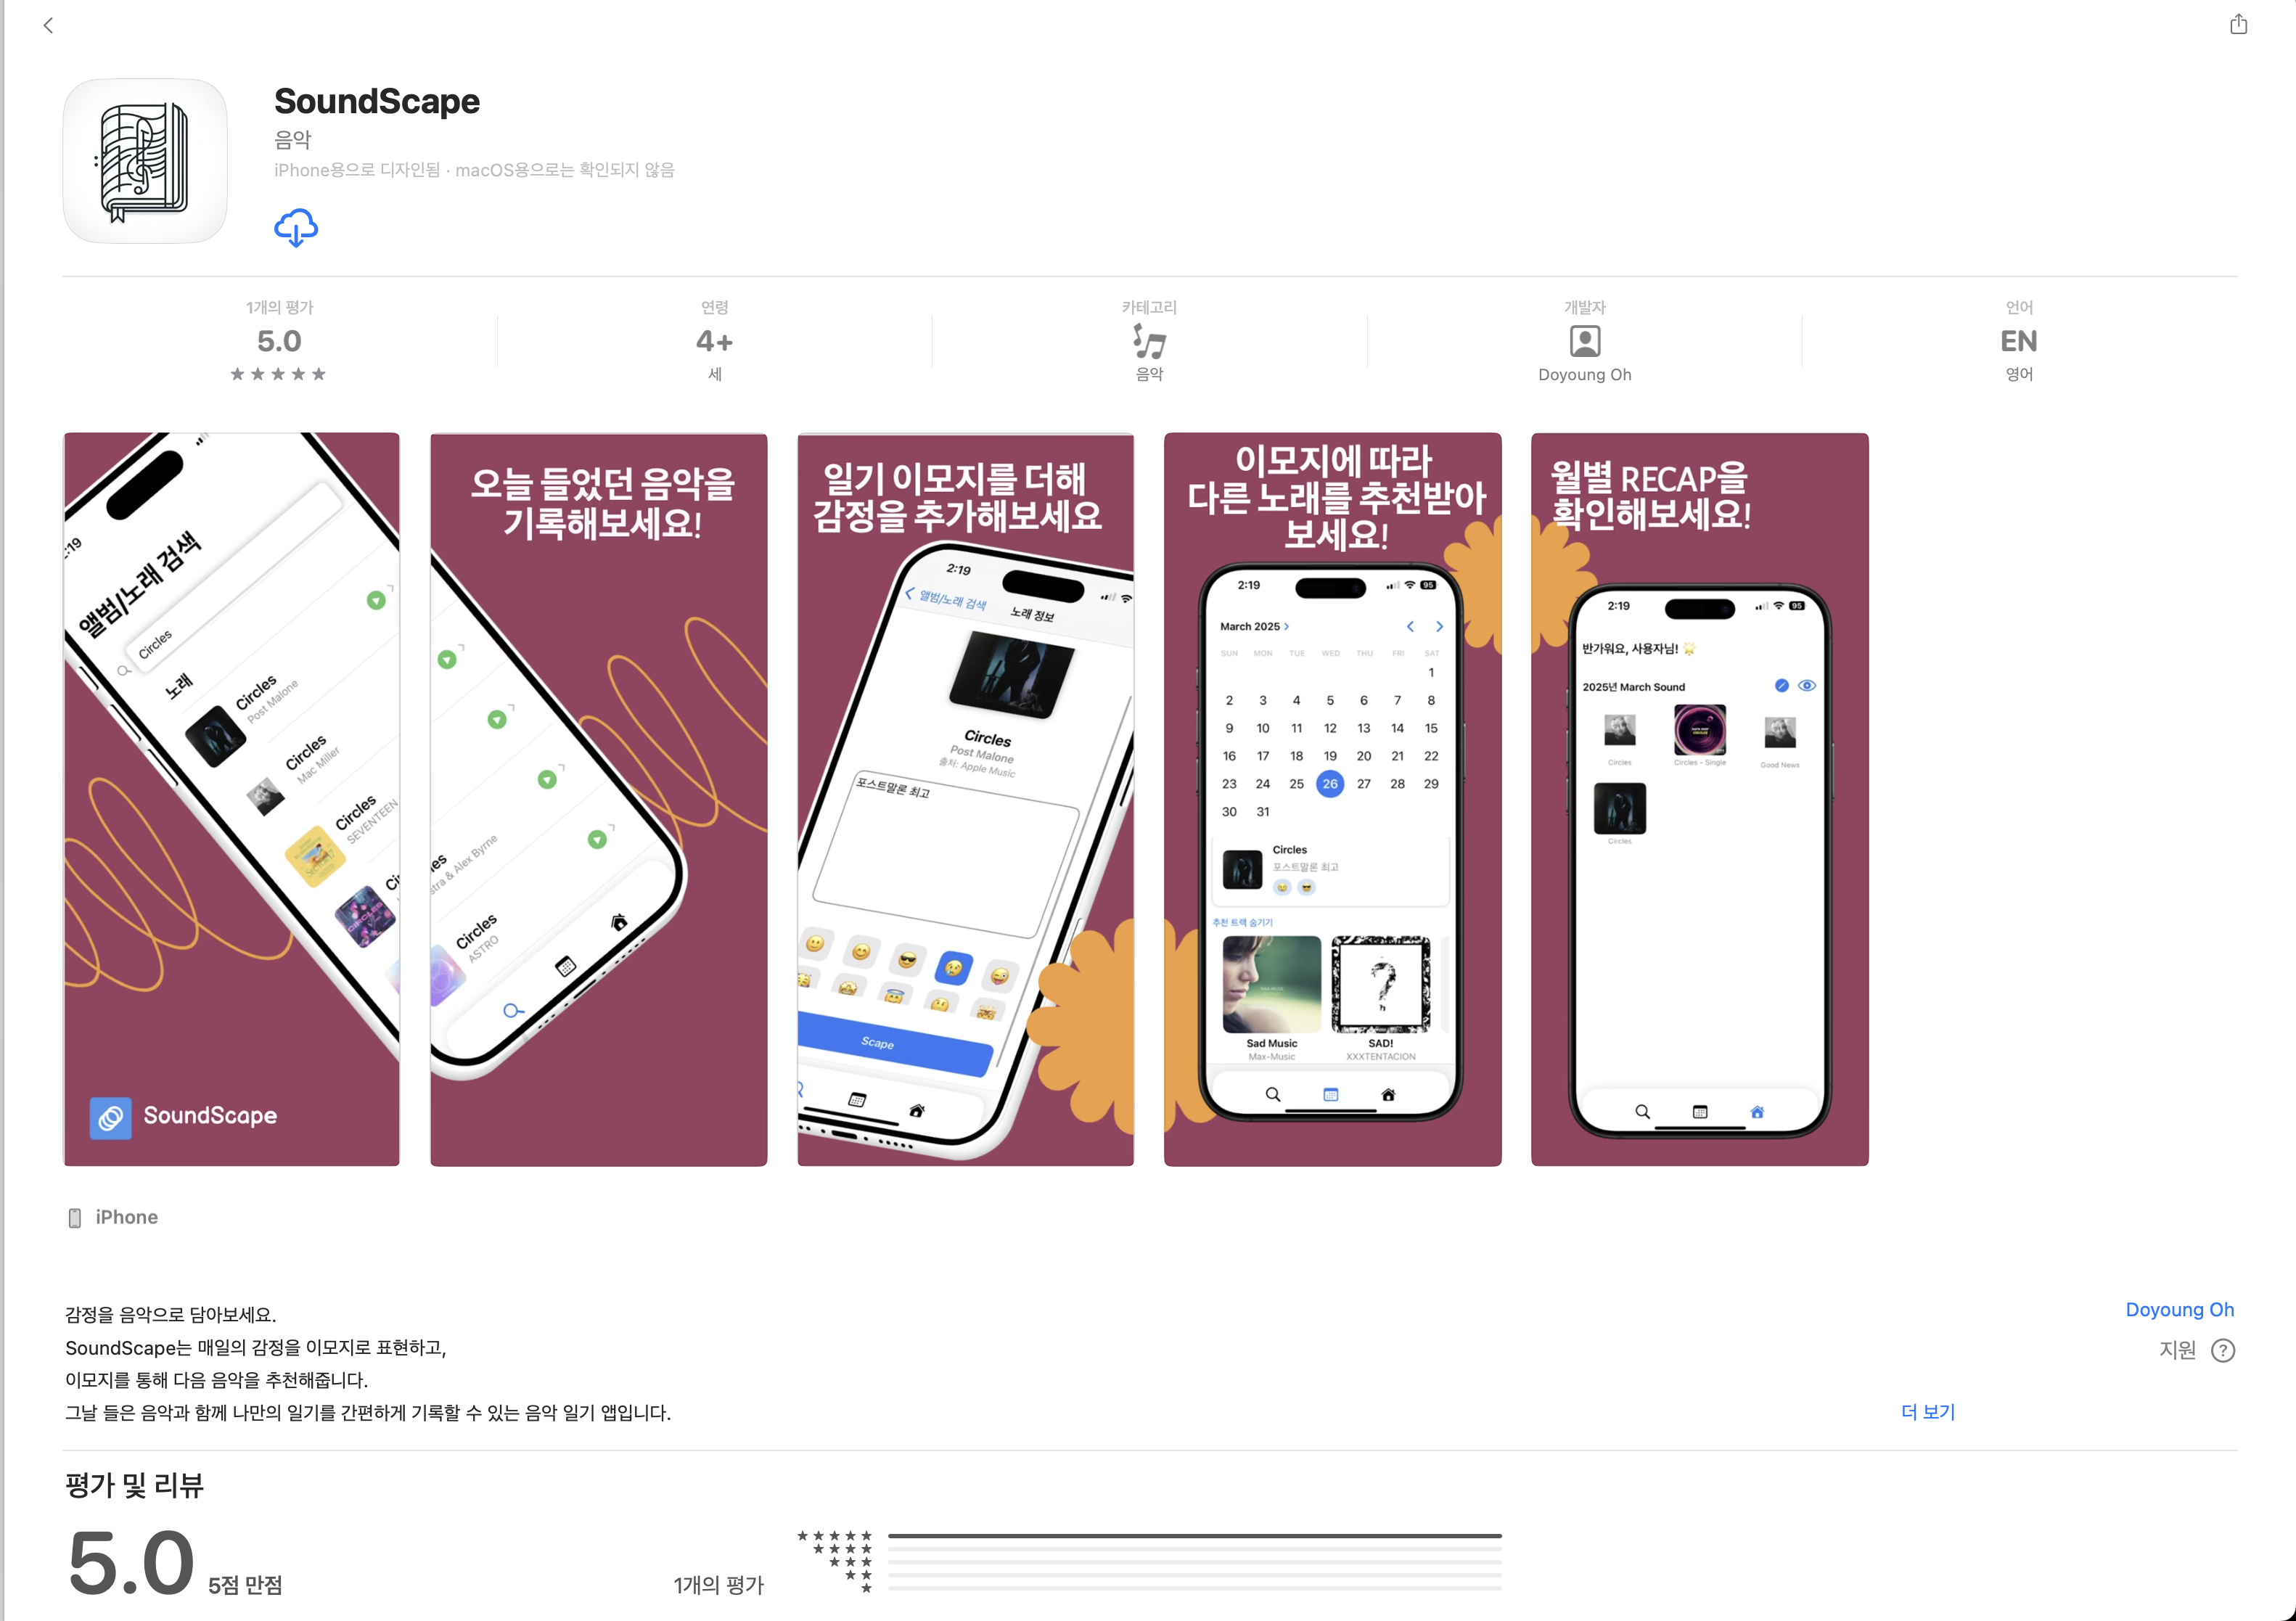 SoundScape
음악
iPhone용으로 디자인됨 · macOS용으로는 확인되지 않음
1개의 평가
5.0
★★★★★
연령
4+
세
카테고리
음악
개발자
Doyoung Oh
언어
EN
영어
앨범/노래 검색
Circles
노래
Circles
Post Malone
Circles
Mac Miller
Circles
SEVENTEEN
SoundScape
오늘 들었던 음악을
기록해보세요!
Circles
ASTRO
일기 이모지를 더해
감정을 추가해보세요
2:19
앨범/노래 검색
노래 정보
Circles
Post Malone
출처: Apple Music
포스트말론 최고
Scape
이모지에 따라
다른 노래를 추천받아
보세요!
2:19
95
March 2025
SUN MON TUE WED THU FRI SAT
1
2 3 4 5 6 7 8
9 10 11 12 13 14 15
16 17 18 19 20 21 22
23 24 25 26 27 28 29
30 31
Circles
포스트말론 최고
추천 트랙 숨기기
Sad Music
Max-Music
SAD!
XXXTENTACION
월별 RECAP을
확인해보세요!
2:19
95
반가워요, 사용자님!
2025년 March Sound
Circles
Circles - Single
Good News
Circles
iPhone
감정을 음악으로 담아보세요.
SoundScape는 매일의 감정을 이모지로 표현하고,
이모지를 통해 다음 음악을 추천해줍니다.
그날 들은 음악과 함께 나만의 일기를 간편하게 기록할 수 있는 음악 일기 앱입니다.
더 보기
Doyoung Oh
지원
평가 및 리뷰
5.0
5점 만점
1개의 평가